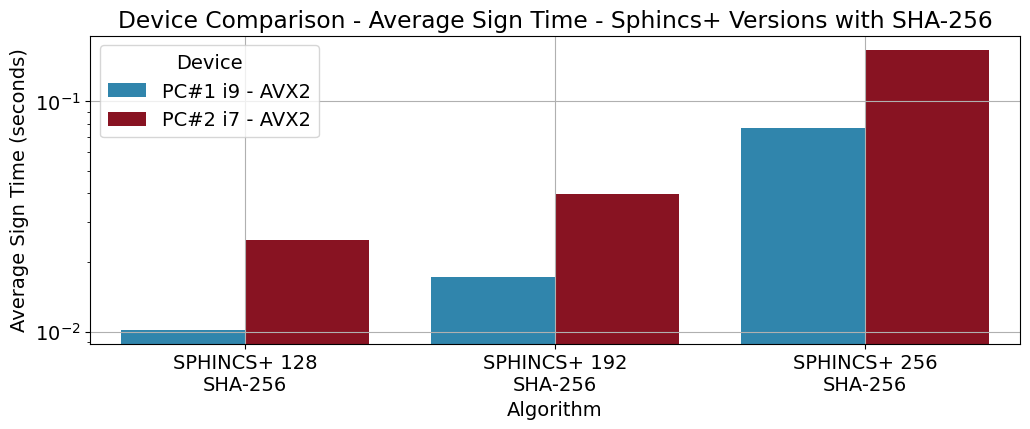 Device Comparison - Average Sign Time - Sphincs+ Versions with SHA-256
Average Sign Time (seconds)
10⁻¹
10⁻²
Device
PC#1 i9 - AVX2
PC#2 i7 - AVX2
SPHINCS+ 128
SHA-256
SPHINCS+ 192
SHA-256
SPHINCS+ 256
SHA-256
Algorithm